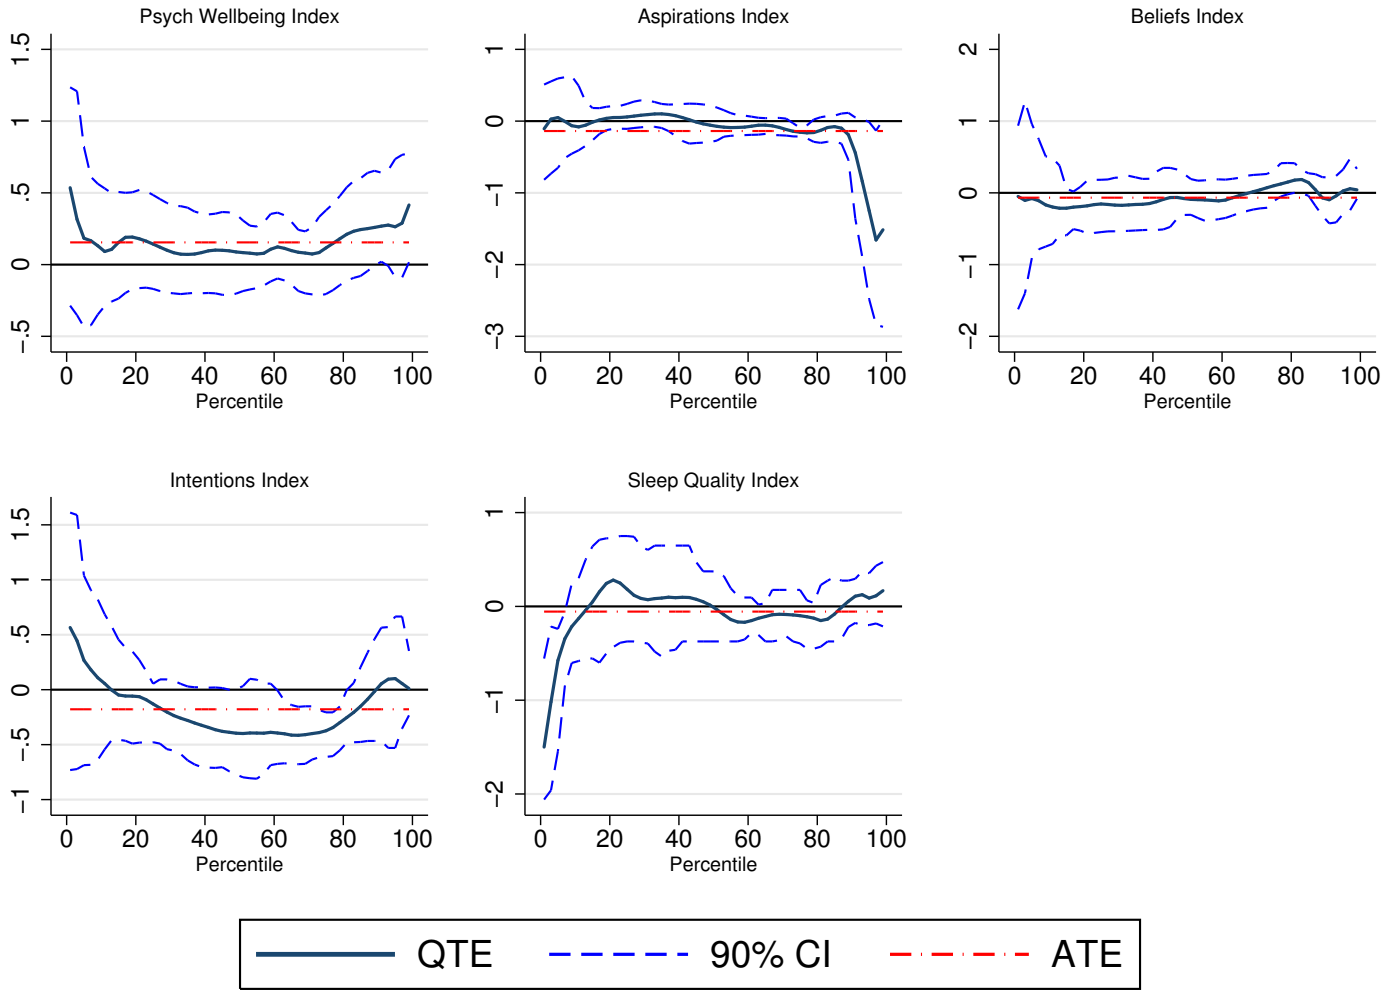 Psych Wellbeing Index
1.5
1
.5
0
−.5
0 20 40 60 80 100
Percentile
Aspirations Index
1
0
−1
−2
−3
0 20 40 60 80 100
Percentile
Beliefs Index
2
1
0
−1
−2
0 20 40 60 80 100
Percentile
Intentions Index
1.5
1
.5
0
−.5
−1
0 20 40 60 80 100
Percentile
Sleep Quality Index
1
0
−1
−2
0 20 40 60 80 100
Percentile
QTE 90% CI ATE